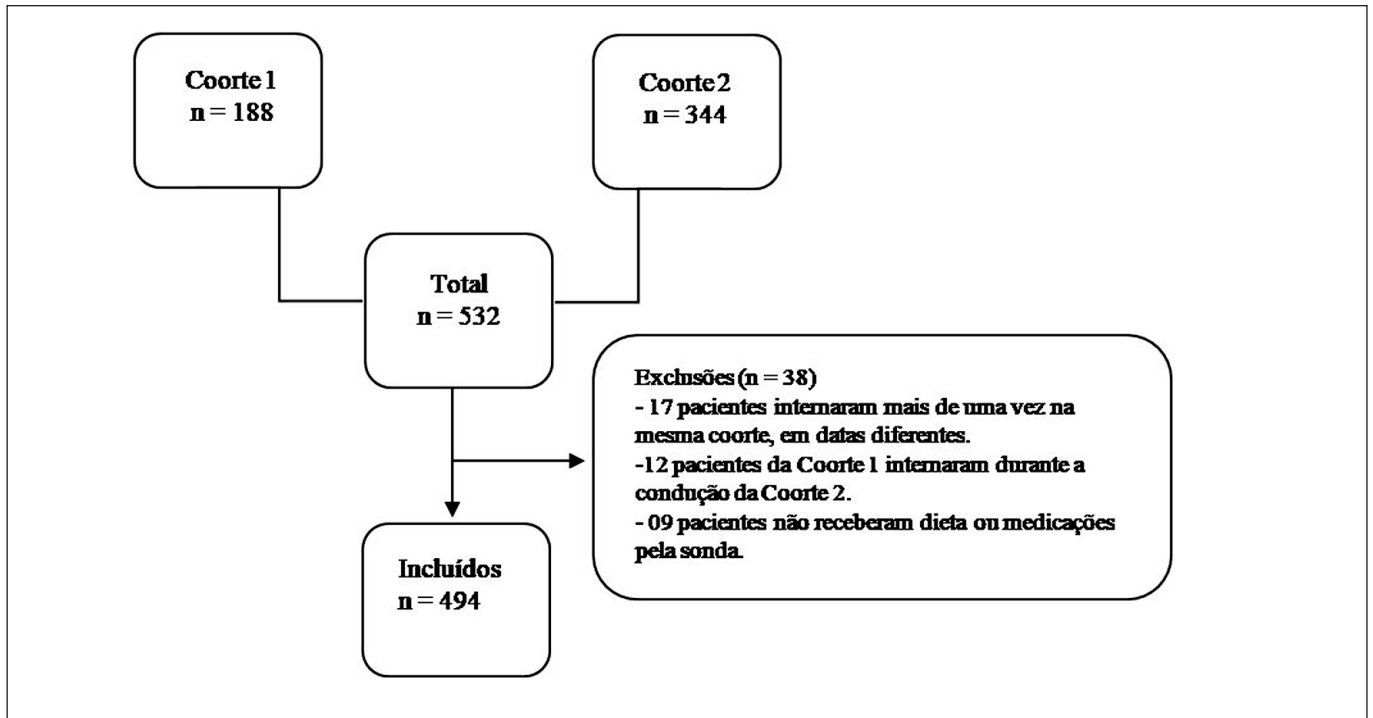 Coorte 1
n = 188
Coorte 2
n = 344
Total
n = 532
Exclusões (n = 38)
- 17 pacientes internaram mais de uma vez na
mesma coorte, em datas diferentes.
-12 pacientes da Coorte 1 internaram durante a
condução da Coorte 2.
- 09 pacientes não receberam dieta ou medicações
pela sonda.
Incluídos
n = 494